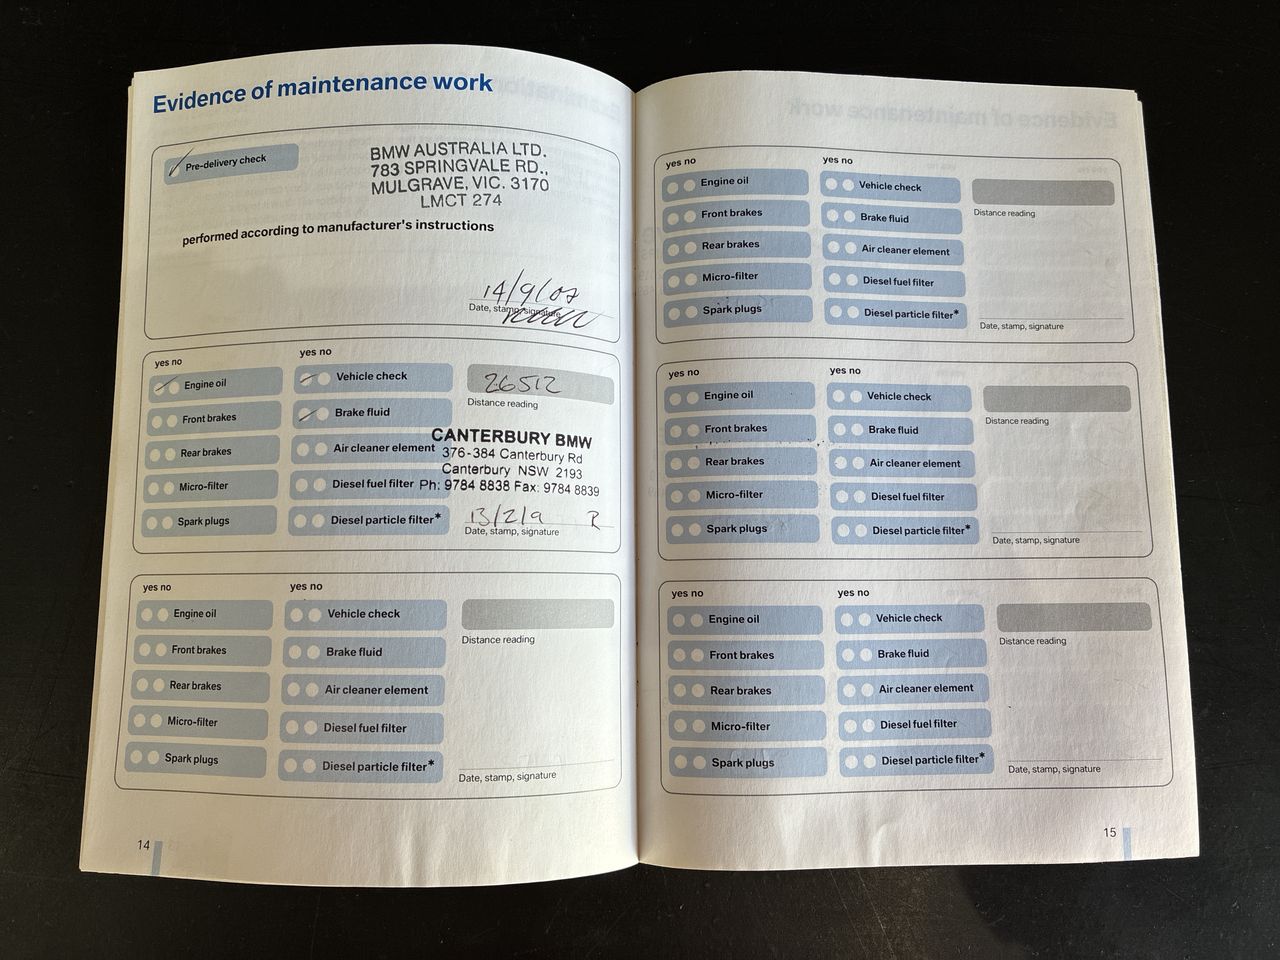 Evidence of maintenance work
Pre-delivery check
BMW AUSTRALIA LTD.
783 SPRINGVALE RD.,
MULGRAVE, VIC. 3170
LMCT 274
performed according to manufacturer's instructions
14/9/07
Date, stamp, signature
yes no
yes no
Engine oil
Vehicle check
26512
Distance reading
Front brakes
Brake fluid
Rear brakes
Air cleaner element
CANTERBURY BMW
376-384 Canterbury Rd
Canterbury NSW 2193
Ph: 9784 8838 Fax: 9784 8839
Micro-filter
Diesel fuel filter
Spark plugs
Diesel particle filter*
13/2/9 R
Date, stamp, signature
yes no
yes no
Engine oil
Vehicle check
Distance reading
Front brakes
Brake fluid
Rear brakes
Air cleaner element
Micro-filter
Diesel fuel filter
Spark plugs
Diesel particle filter*
Date, stamp, signature
14
yes no
yes no
Engine oil
Vehicle check
Distance reading
Front brakes
Brake fluid
Rear brakes
Air cleaner element
Micro-filter
Diesel fuel filter
Spark plugs
Diesel particle filter*
Date, stamp, signature
yes no
yes no
Engine oil
Vehicle check
Distance reading
Front brakes
Brake fluid
Rear brakes
Air cleaner element
Micro-filter
Diesel fuel filter
Spark plugs
Diesel particle filter*
Date, stamp, signature
yes no
yes no
Engine oil
Vehicle check
Distance reading
Front brakes
Brake fluid
Rear brakes
Air cleaner element
Micro-filter
Diesel fuel filter
Spark plugs
Diesel particle filter*
Date, stamp, signature
15